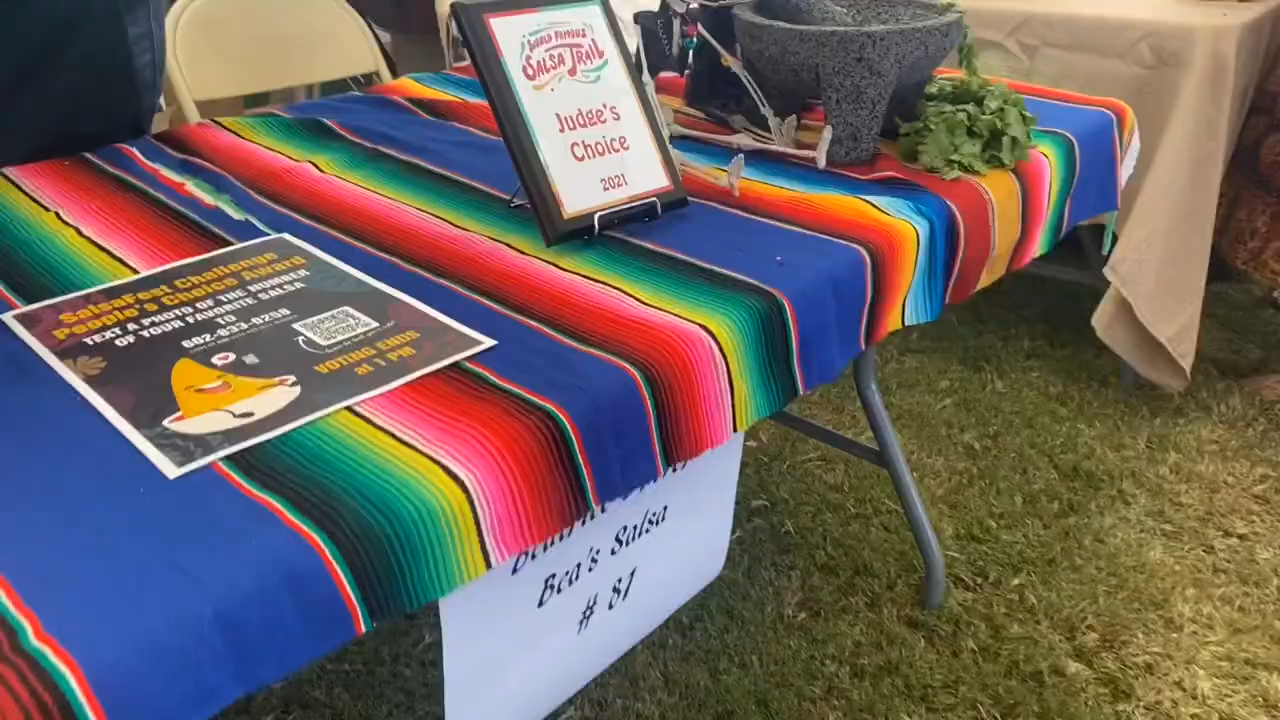 WORLD FAMOUS
SALSA TRAIL
Judge's
Choice
2021
SalsaFest Challenge
People's Choice Award
TEXT A PHOTO OF THE NUMBER
OF YOUR FAVORITE SALSA
TO
602-833-0258
VOTING ENDS
at 1 PM
Bea's Salsa
# 81